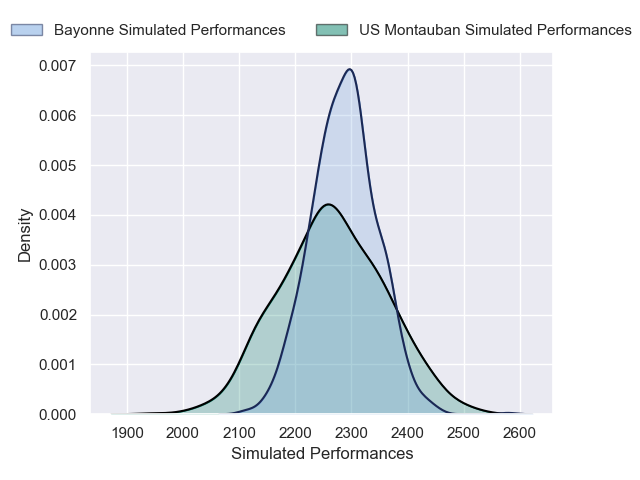 Bayonne Simulated Performances
US Montauban Simulated Performances
0.007
0.006
0.005
0.004
0.003
0.002
0.001
0.000
Density
1900 2000 2100 2200 2300 2400 2500 2600
Simulated Performances